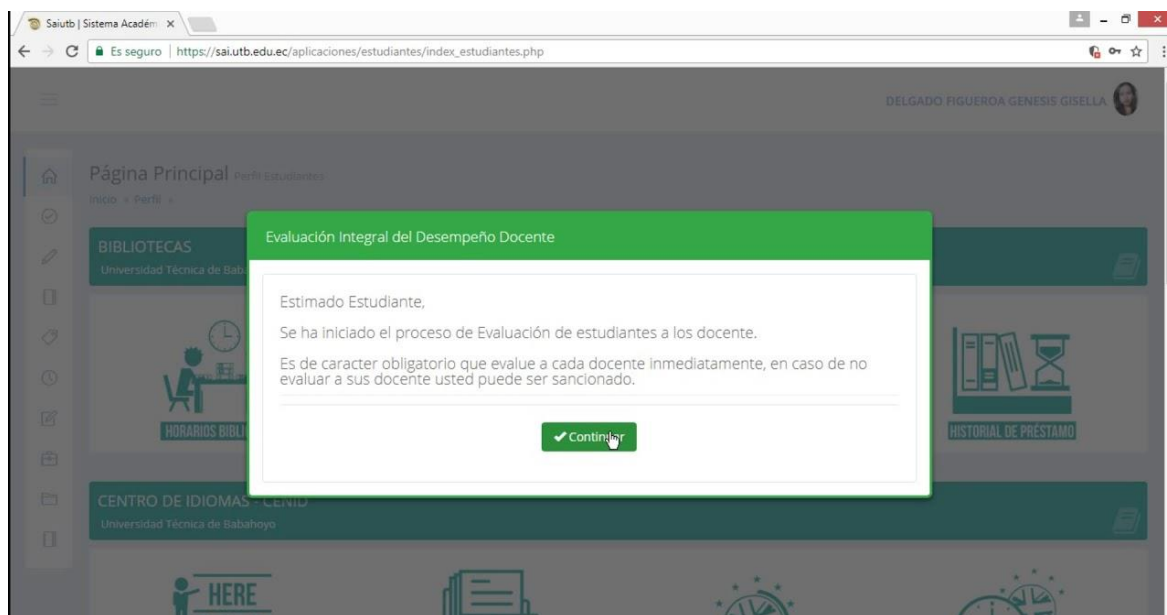 Saiutb | Sistema Académ
Es seguro | https://sai.utb.edu.ec/aplicaciones/estudiantes/index_estudiantes.php
DELGADO FIGUEROA GENESIS GISELLA
Página Principal Perfil Estudiantes
Inicio » Perfil »
BIBLIOTECAS
Universidad Técnica de Bab
Evaluación Integral del Desempeño Docente
Estimado Estudiante,
Se ha iniciado el proceso de Evaluación de estudiantes a los docente.
Es de caracter obligatorio que evalue a cada docente inmediatamente, en caso de no
evaluar a sus docente usted puede ser sancionado.
Continuar
HORARIOS BIBLI
HISTORIAL DE PRÉSTAMO
CENTRO DE IDIOMAS - CENID
Universidad Técnica de Babahoyo
HERE